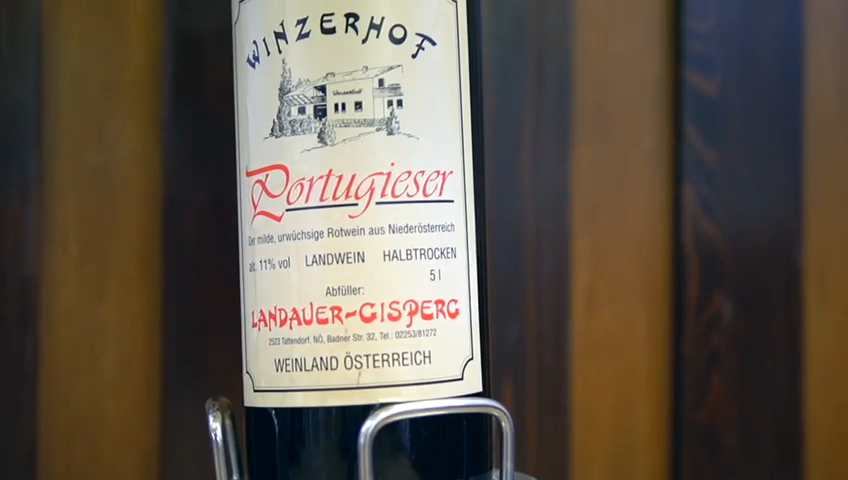 WINZERHOF
Portugieser
Der milde, urwüchsige Rotwein aus Niederösterreich
alc. 11% vol LANDWEIN HALBTROCKEN
5 l
Abfüller:
LANDAUER-GISPERG
2523 Tattendorf, NÖ, Badner Str. 32, Tel.: 02253/81272
WEINLAND ÖSTERREICH